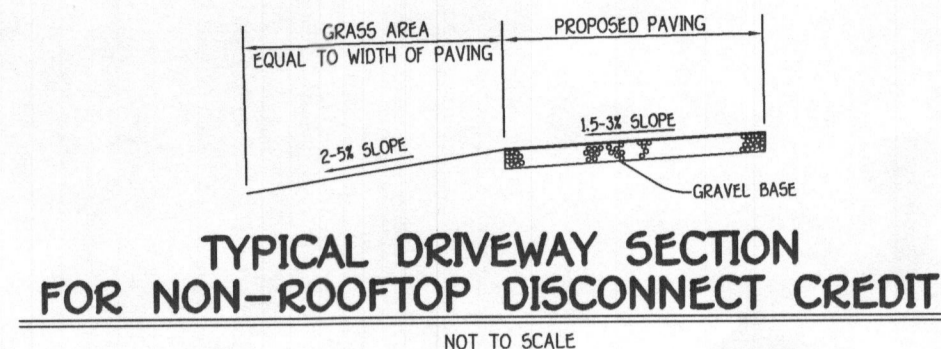 GRASS AREA
EQUAL TO WIDTH OF PAVING
PROPOSED PAVING
2-5% SLOPE
1.5-3% SLOPE
GRAVEL BASE
TYPICAL DRIVEWAY SECTION
FOR NON-ROOFTOP DISCONNECT CREDIT
NOT TO SCALE